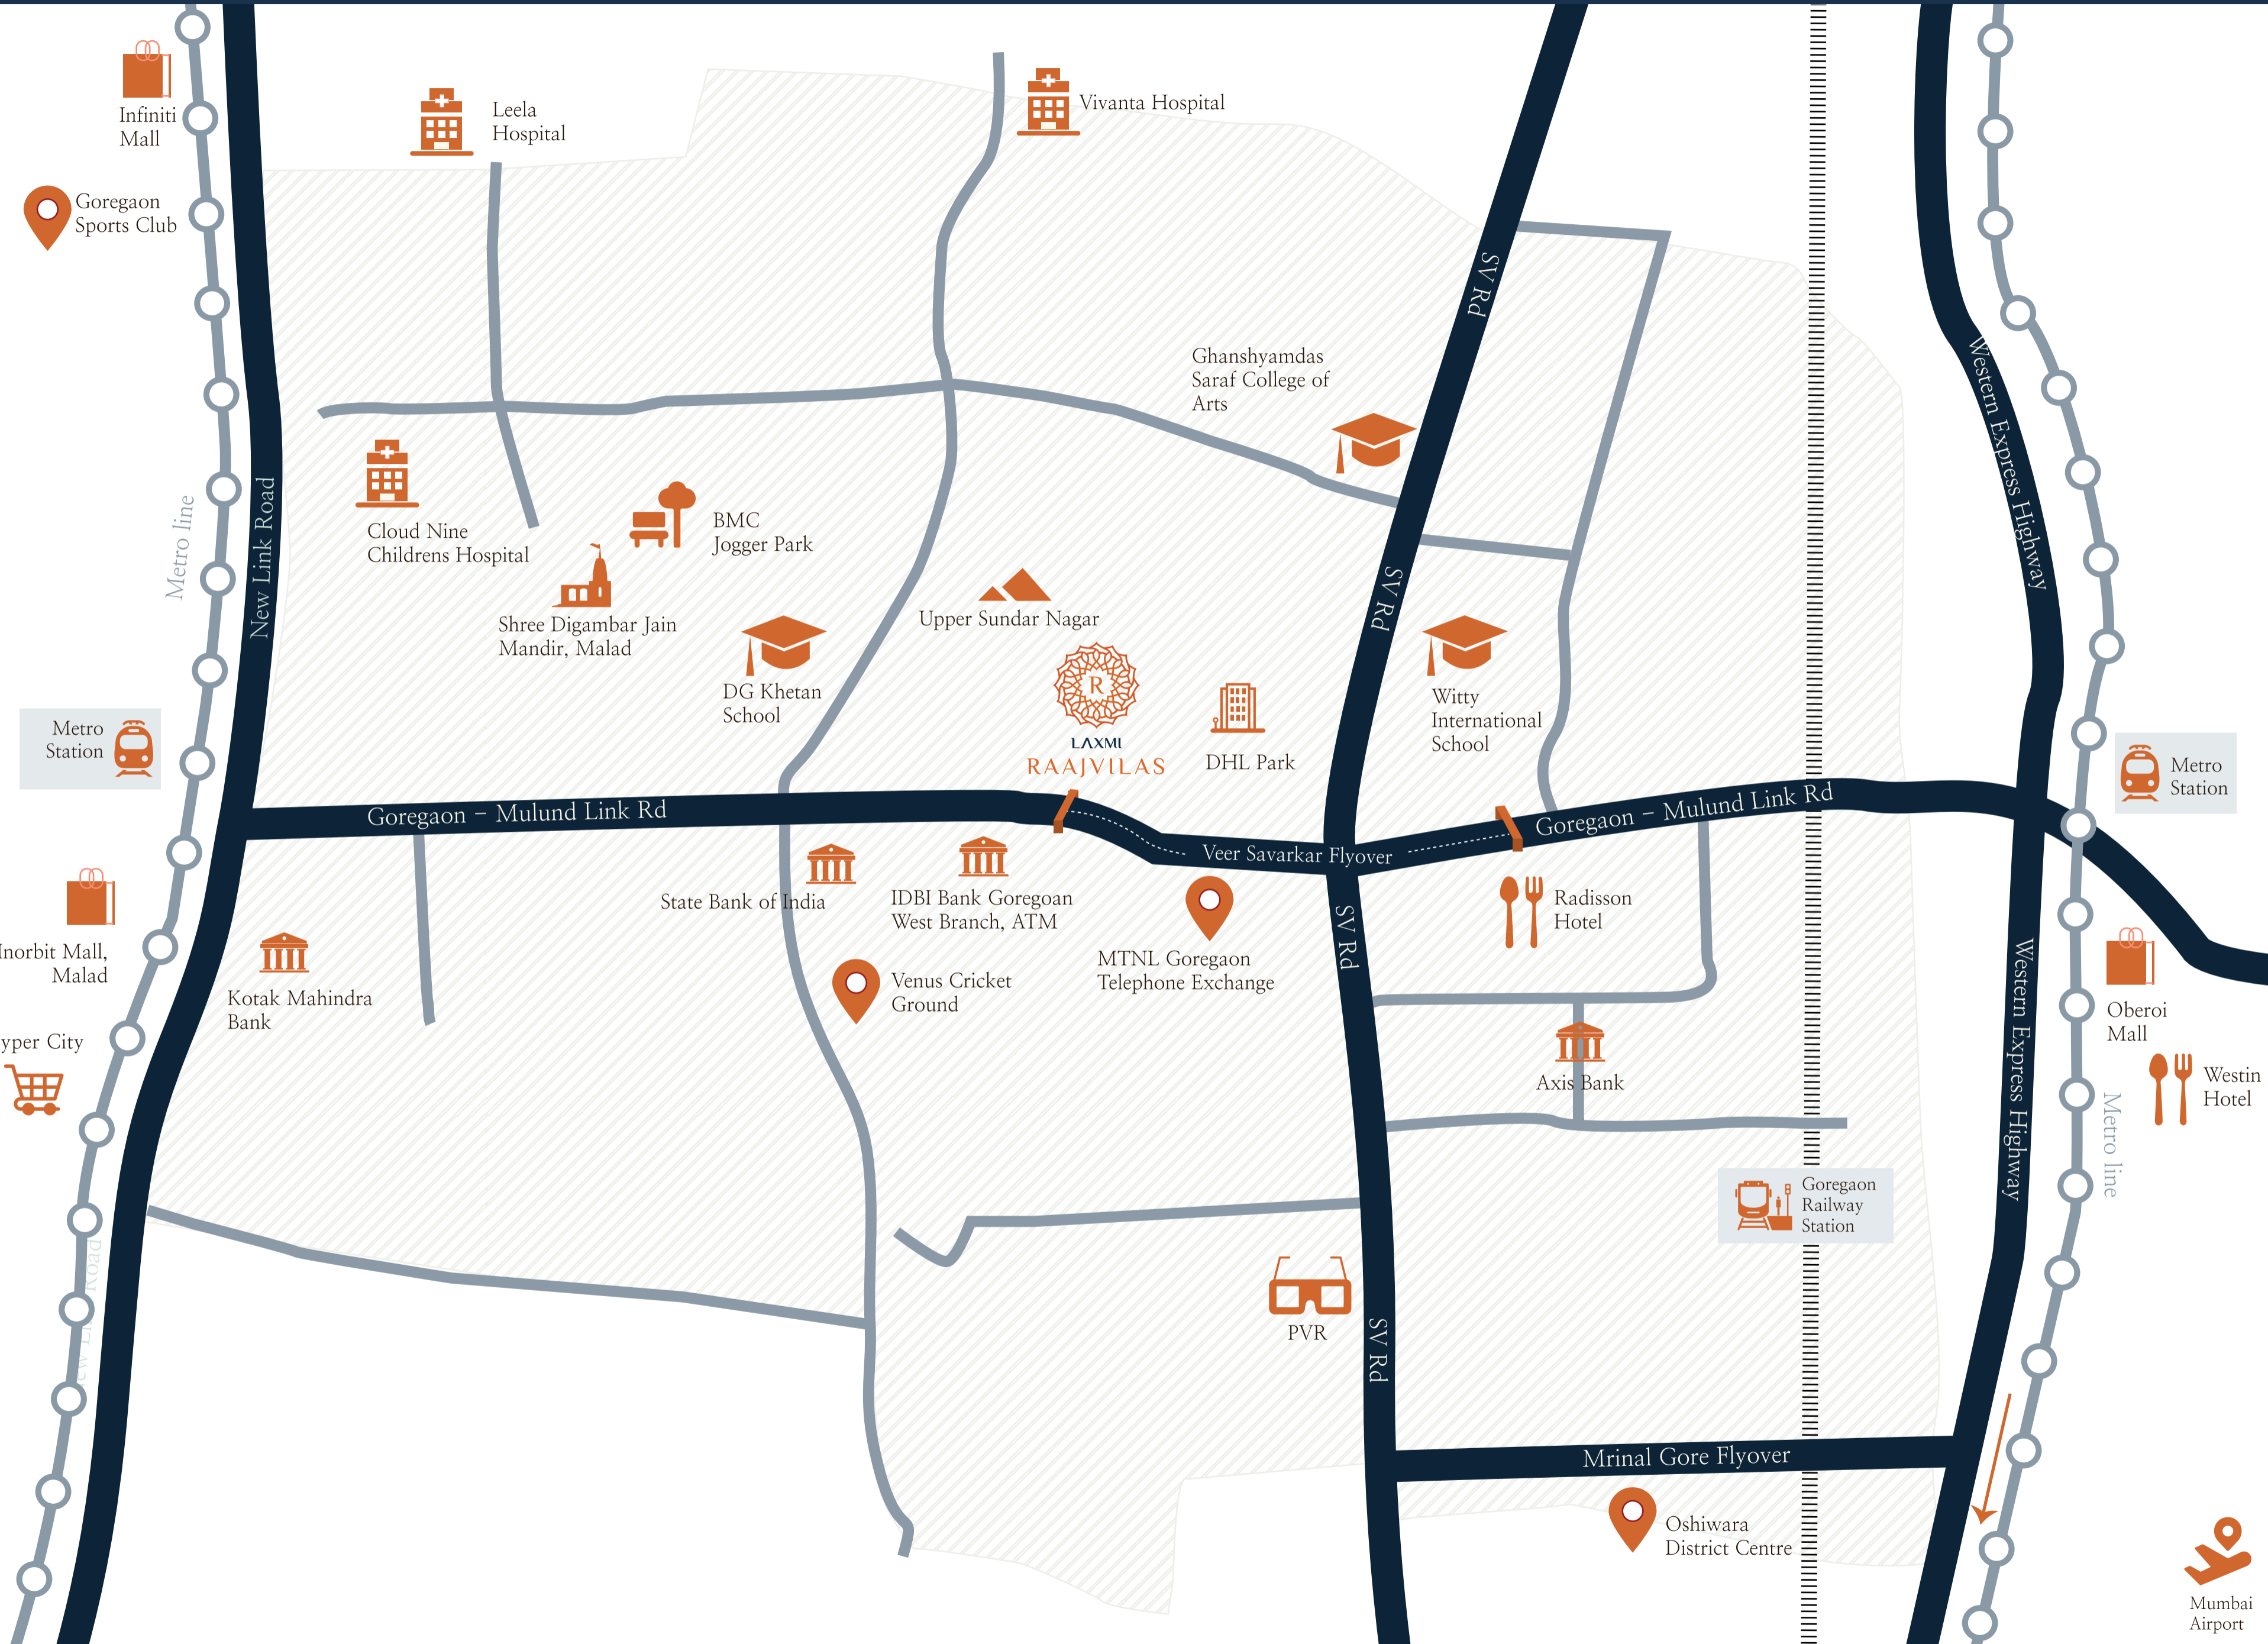 Infiniti
Mall
Goregaon
Sports Club
Leela
Hospital
Vivanta Hospital
SV Rd
Ghanshyamdas
Saraf College of
Arts
Western Express Highway
Metro line
New Link Road
Cloud Nine
Childrens Hospital
BMC
Jogger Park
Shree Digambar Jain
Mandir, Malad
DG Khetan
School
Upper Sundar Nagar
R
LAXMI
RAAJVILAS
DHL Park
SV Rd
Witty
International
School
Metro
Station
Metro
Station
Goregaon – Mulund Link Rd
Veer Savarkar Flyover
Goregaon – Mulund Link Rd
State Bank of India
IDBI Bank Goregoan
West Branch, ATM
MTNL Goregaon
Telephone Exchange
SV Rd
Radisson
Hotel
Inorbit Mall,
Malad
Kotak Mahindra
Bank
Venus Cricket
Ground
yper City
Axis Bank
Western Express Highway
Oberoi
Mall
Westin
Hotel
Metro line
Goregaon
Railway
Station
New Link Road
PVR
SV Rd
Mrinal Gore Flyover
Oshiwara
District Centre
Mumbai
Airport